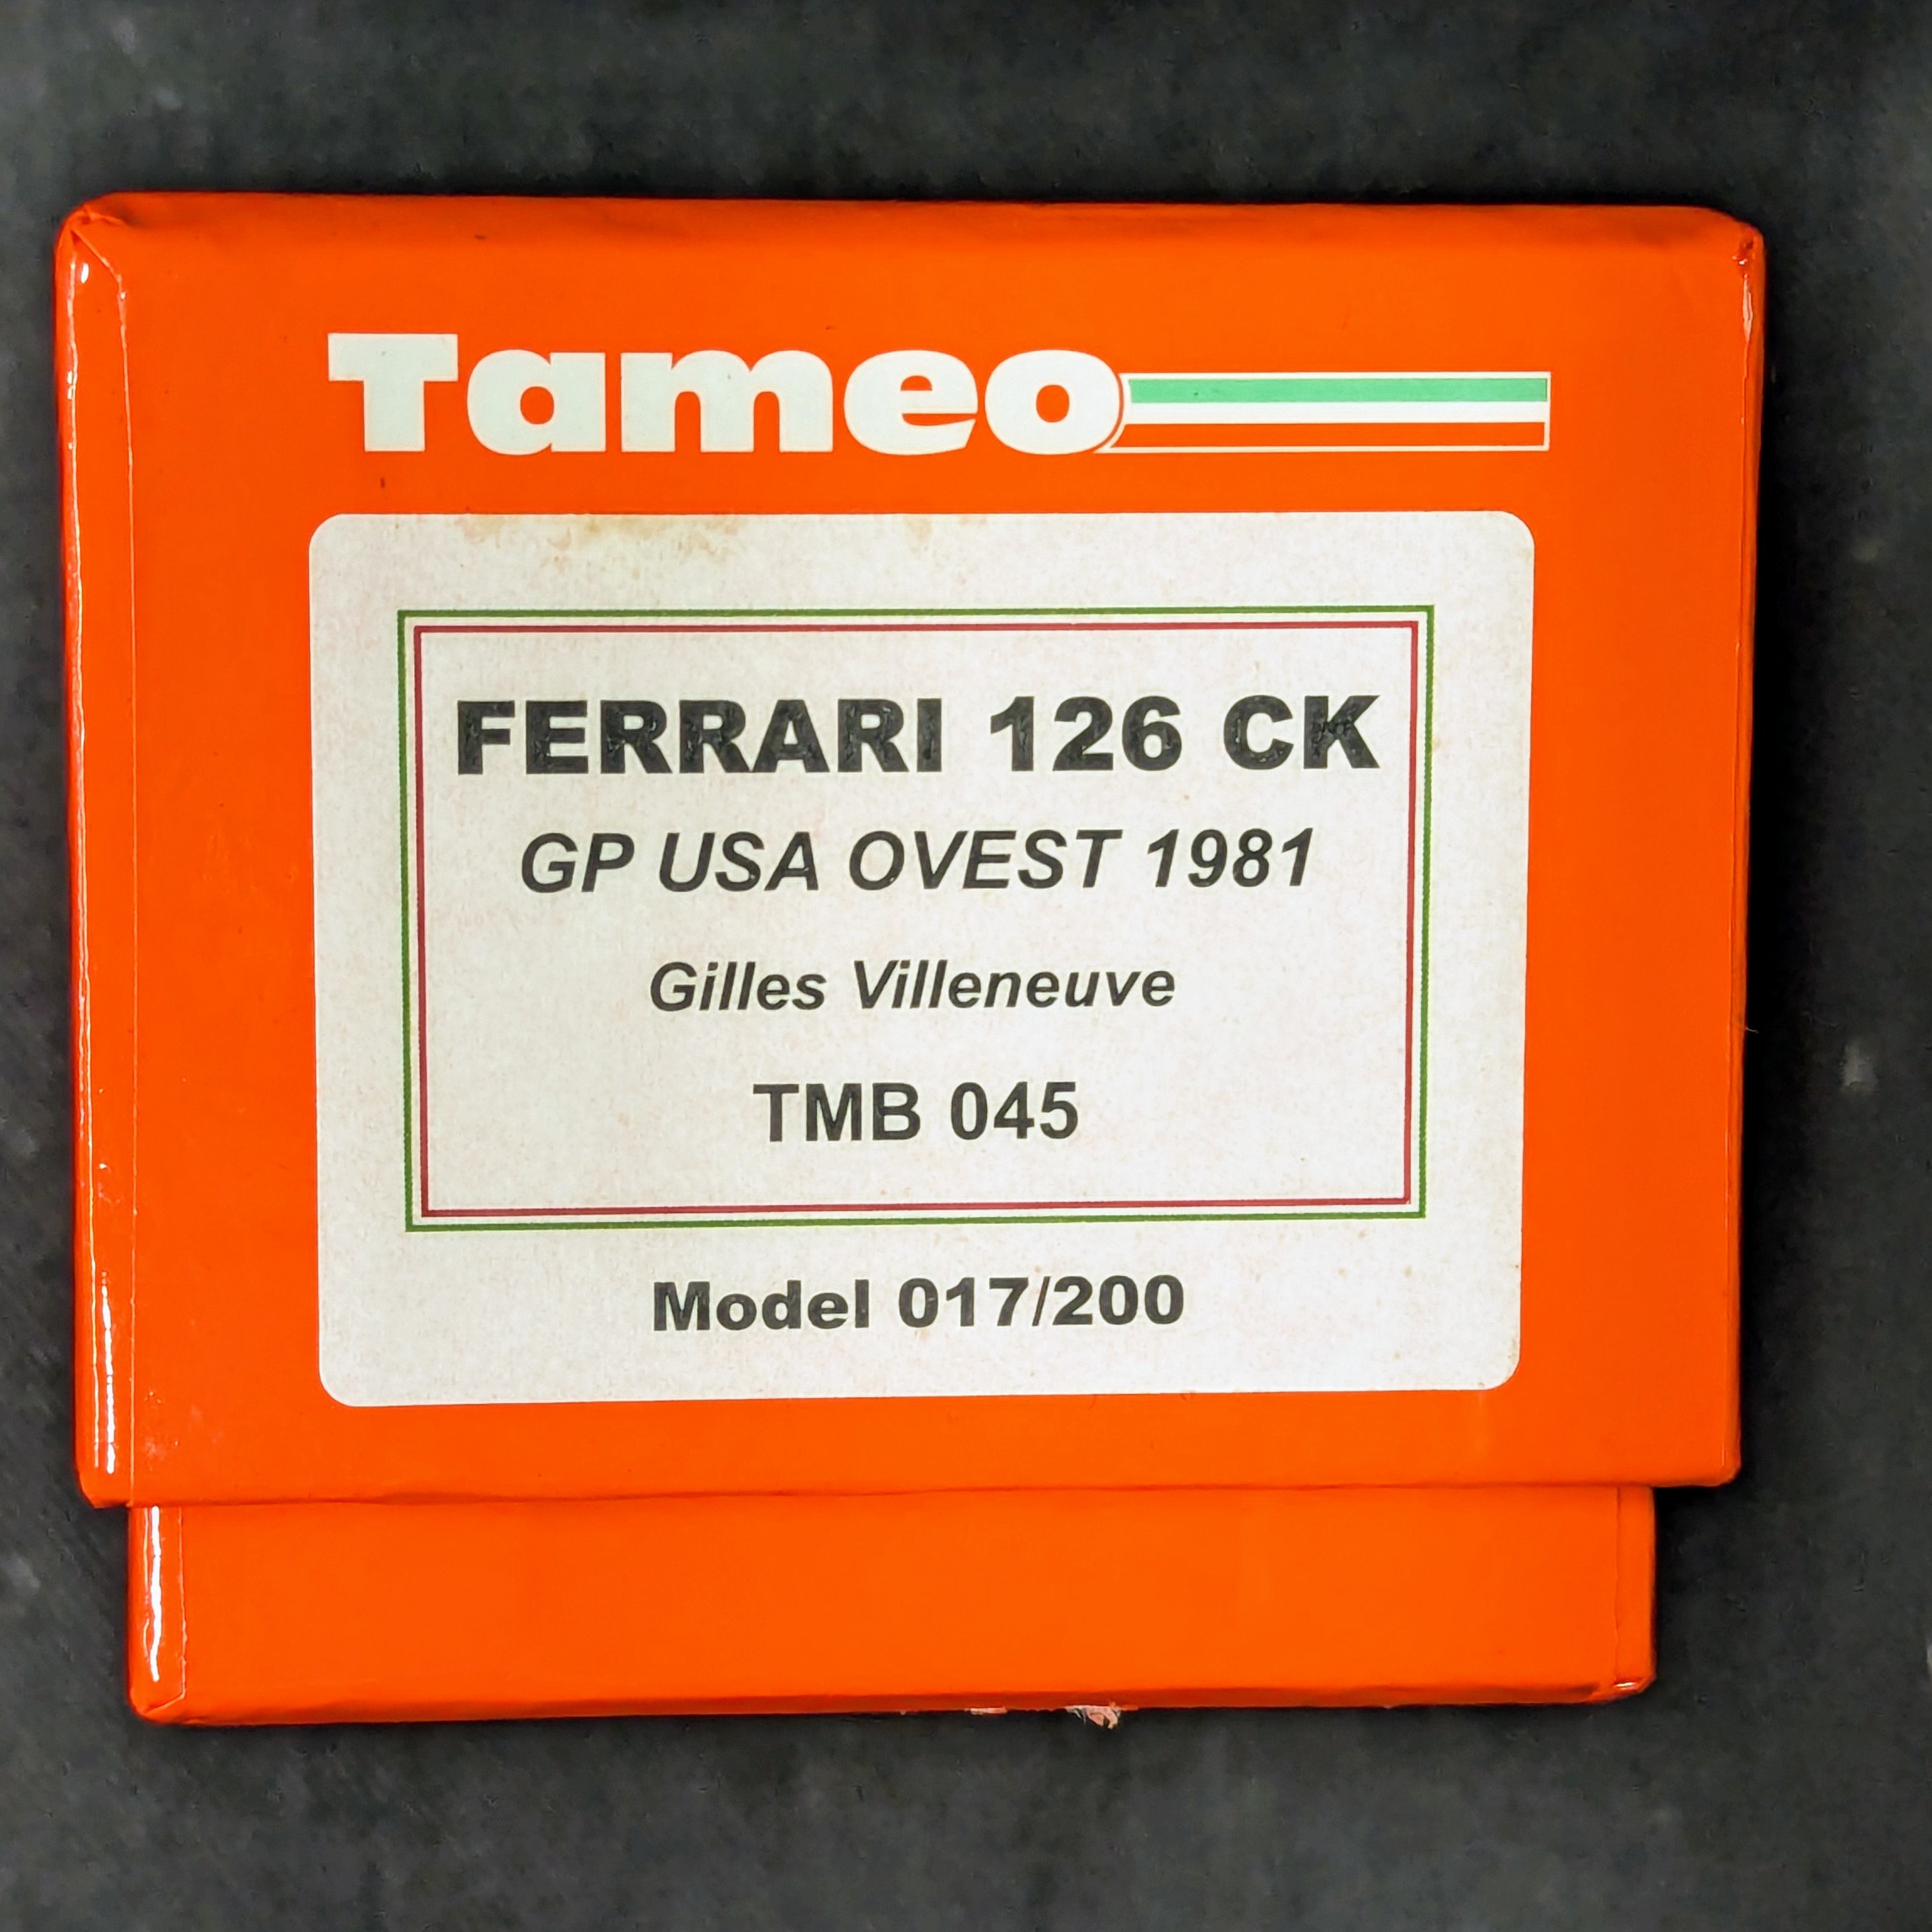 Tameo
FERRARI 126 CK
GP USA OVEST 1981
Gilles Villeneuve
TMB 045
Model 017/200